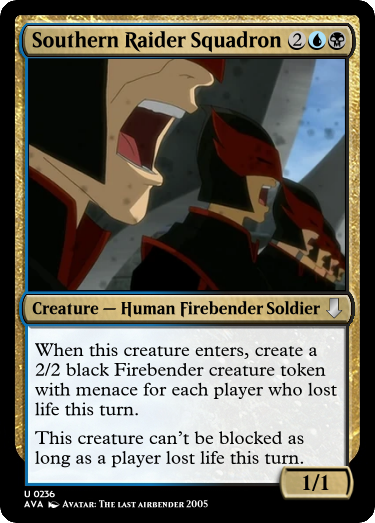 Southern Raider Squadron 2
Creature — Human Firebender Soldier
When this creature enters, create a
2/2 black Firebender creature token
with menace for each player who lost
life this turn.
This creature can't be blocked as
long as a player lost life this turn.
1/1
U 0236
AVA Avatar: The last airbender 2005